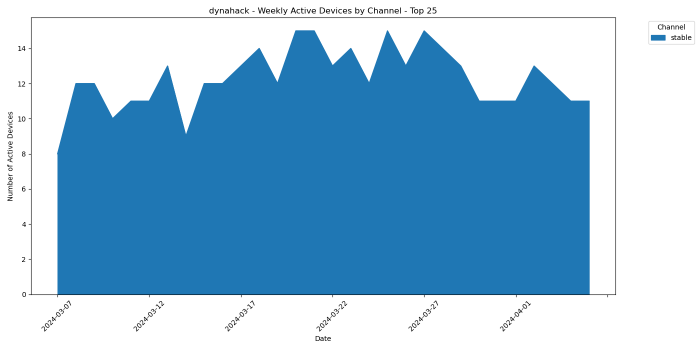 dynahack - Weekly Active Devices by Channel - Top 25
Channel
stable
Number of Active Devices
14
12
10
8
6
4
2
0
2024-03-07
2024-03-12
2024-03-17
2024-03-22
2024-03-27
2024-04-01
Date